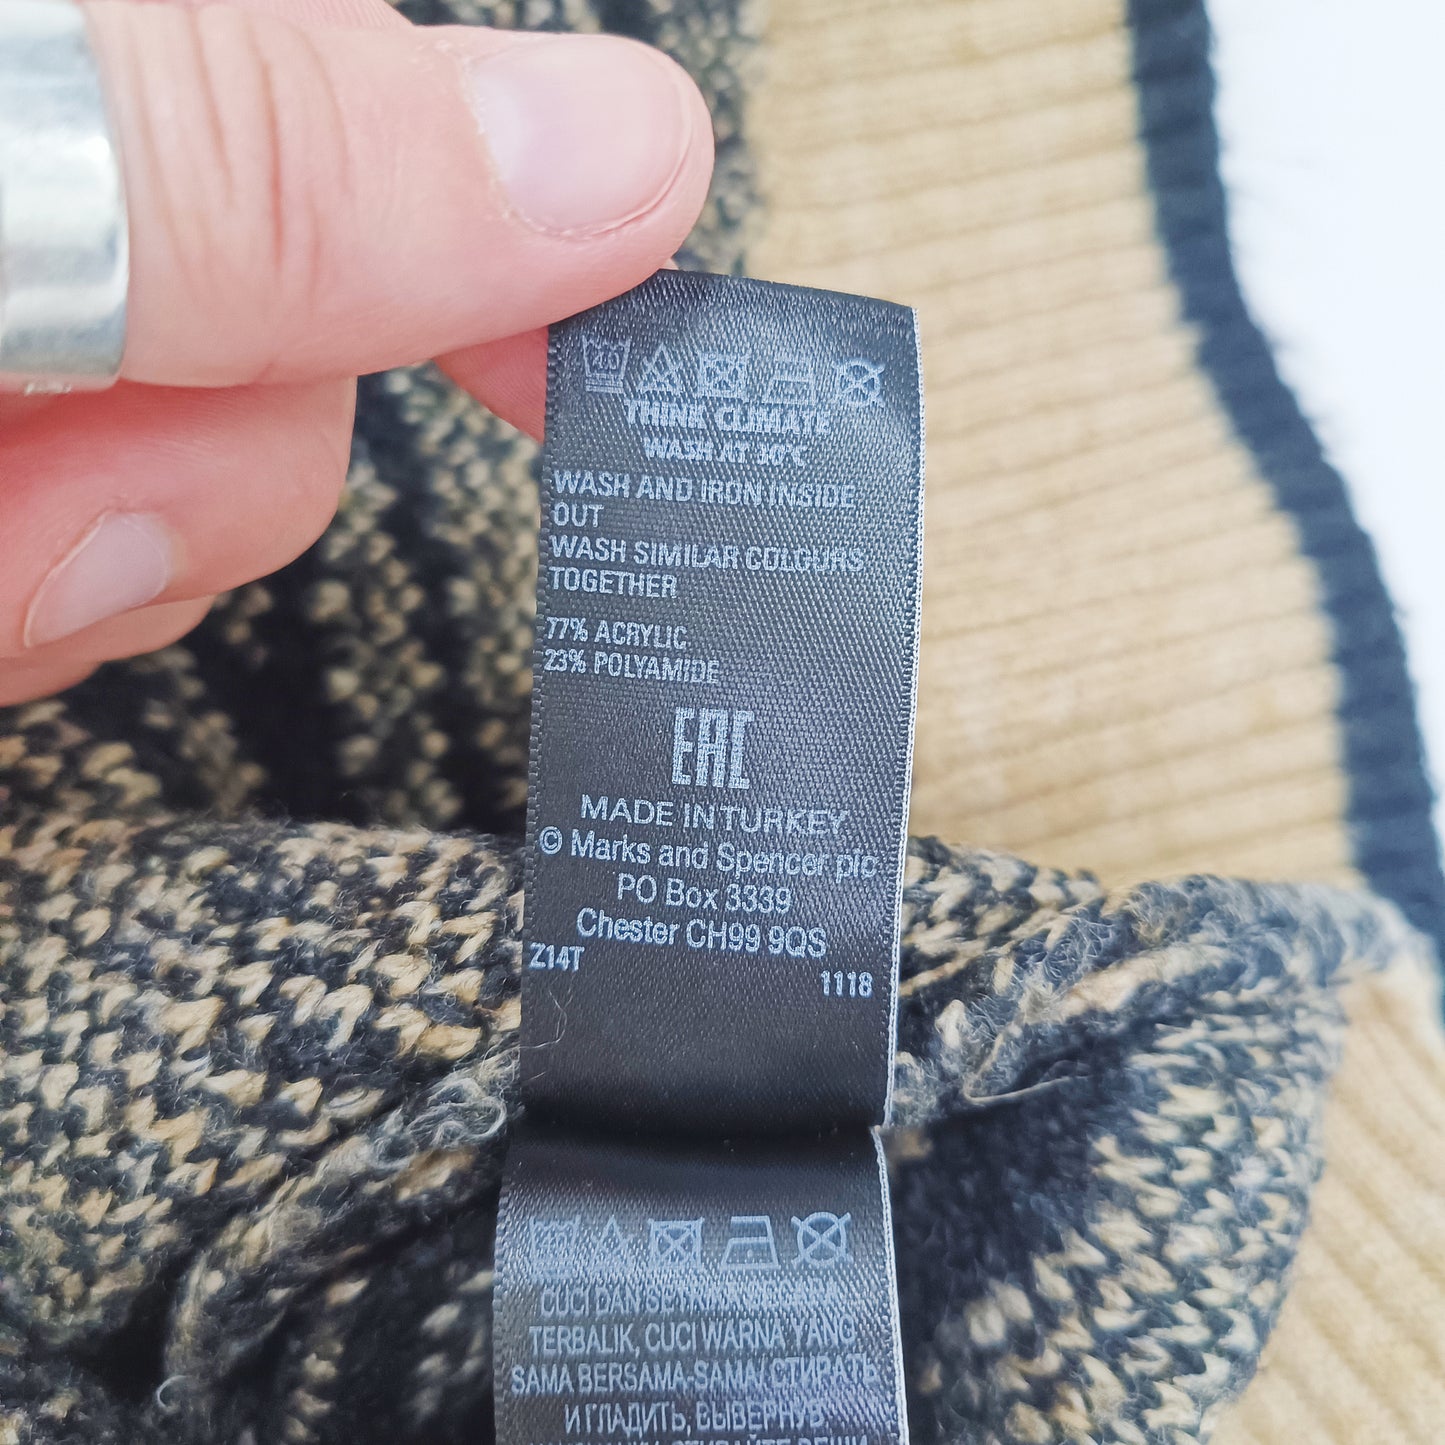 THINK CLIMATE
WASH AT 30°C
WASH AND IRON INSIDE
OUT
WASH SIMILAR COLOURS
TOGETHER
77% ACRYLIC
23% POLYAMIDE
EAC
MADE IN TURKEY
© Marks and Spencer plc
PO Box 3339
Chester CH99 9QS
Z14T
1118
CUCI DAN
TERBALIK, CUCI WARNA YANG
SAMA BERSAMA-SAMA/ СТИРАТЬ
И ГЛАДИТЬ, ВЫВЕРНУВ